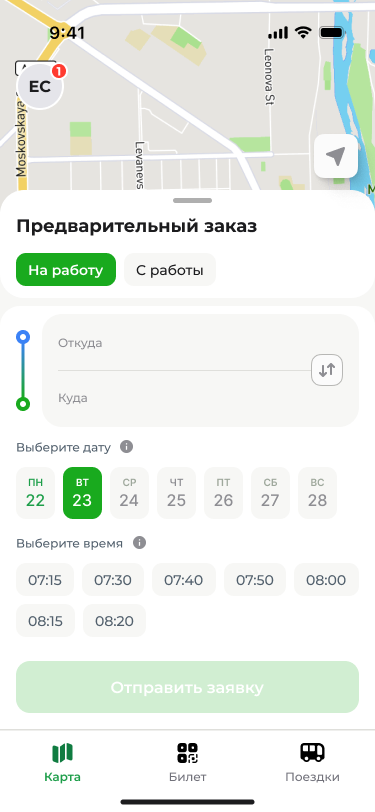 9:41
Leonova St
ЕС
1
Moskovskaya
Levanevs
М
Предварительный заказ
На работу
С работы
Откуда
Куда
Выберите дату
ПН ВТ СР ЧТ ПТ СБ ВС
22 23 24 25 26 27 28
Выберите время
07:15 07:30 07:40 07:50 08:00
08:15 08:20
Отправить заявку
Карта Билет Поездки